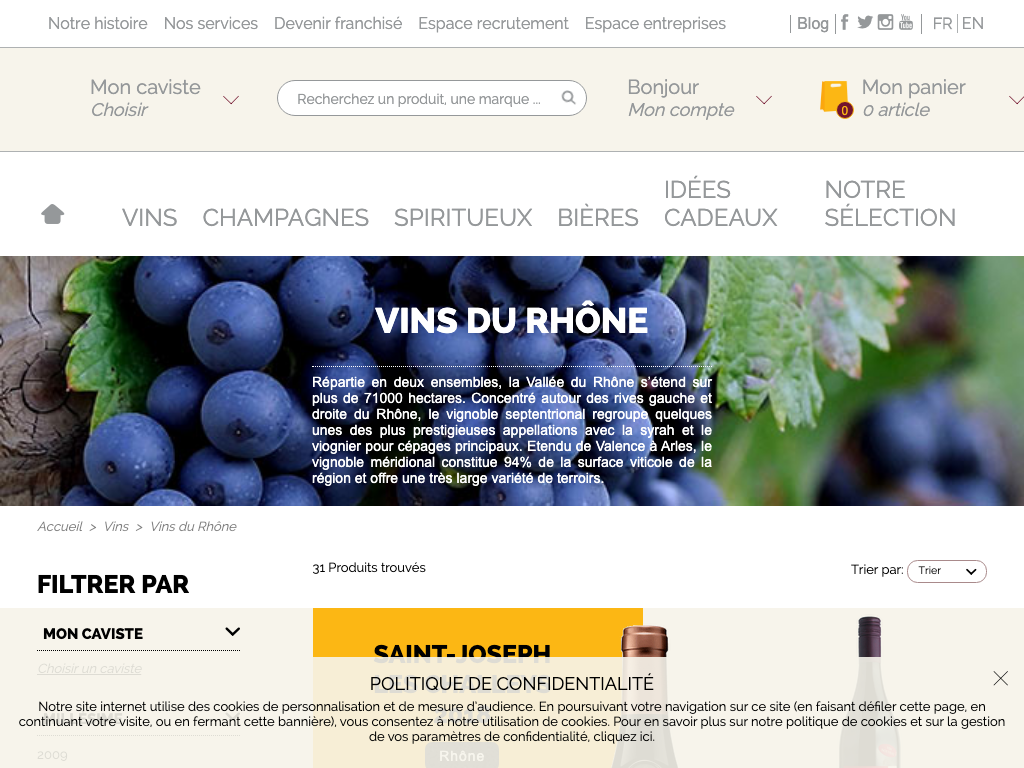 Notre histoire Nos services Devenir franchisé Espace recrutement Espace entreprises Blog FR EN
Mon caviste
Choisir
Recherchez un produit, une marque ...
Bonjour
Mon compte
0
Mon panier
0 article
VINS CHAMPAGNES SPIRITUEUX BIÈRES IDÉES CADEAUX NOTRE SÉLECTION
VINS DU RHÔNE
Répartie en deux ensembles, la Vallée du Rhône s'étend sur
plus de 71000 hectares. Concentré autour des rives gauche et
droite du Rhône, le vignoble septentrional regroupe quelques
unes des plus prestigieuses appellations avec la syrah et le
viognier pour cépages principaux. Etendu de Valence à Arles, le
vignoble méridional constitue 94% de la surface viticole de la
région et offre une très large variété de terroirs.
Accueil > Vins > Vins du Rhône
FILTRER PAR
31 Produits trouvés
Trier par: Trier
MON CAVISTE
Choisir un caviste
MILLESIME
2009
SAINT-JOSEPH
Rhône
POLITIQUE DE CONFIDENTIALITÉ
Notre site internet utilise des cookies de personnalisation et de mesure d'audience. En poursuivant votre navigation sur ce site (en faisant défiler cette page, en
continuant votre visite, ou en fermant cette bannière), vous consentez à notre utilisation de cookies. Pour en savoir plus sur notre politique de cookies et sur la gestion
de vos paramètres de confidentialité, cliquez ici.